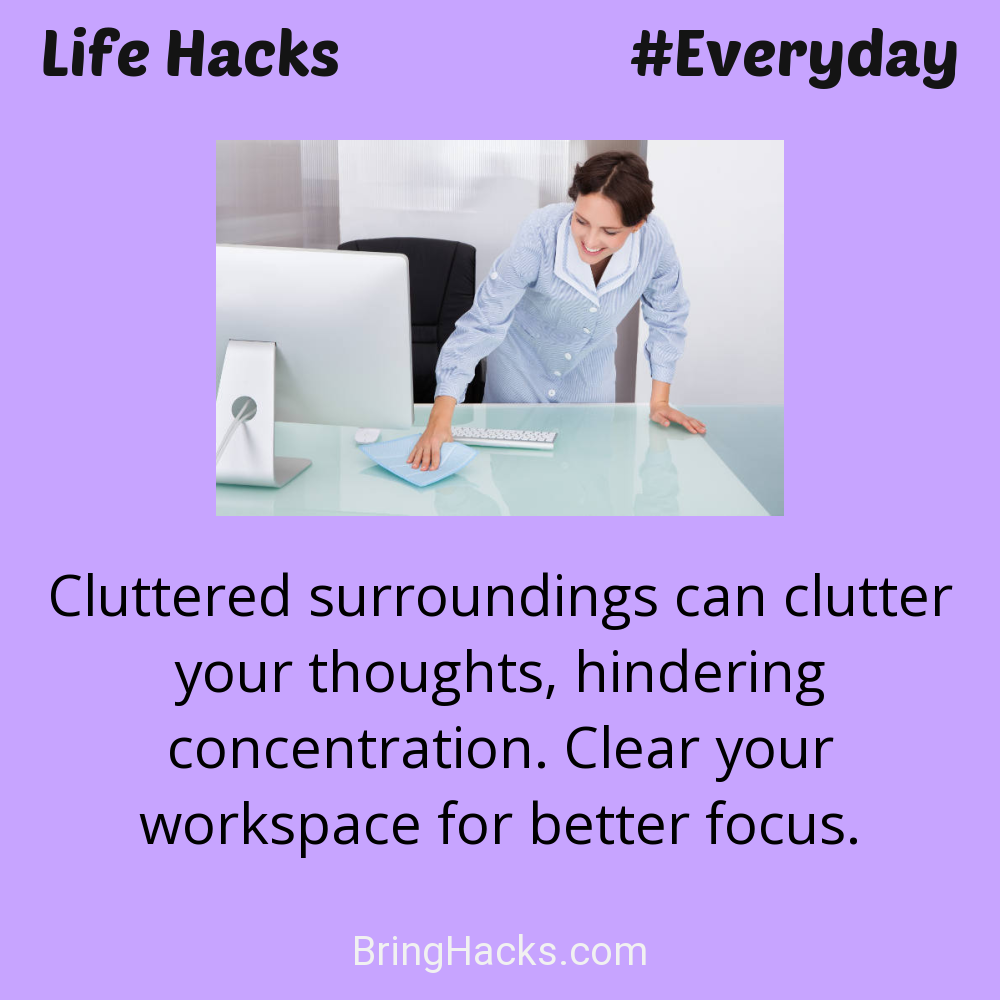 Life Hacks #Everyday
Cluttered surroundings can clutter
your thoughts, hindering
concentration. Clear your
workspace for better focus.
BringHacks.com